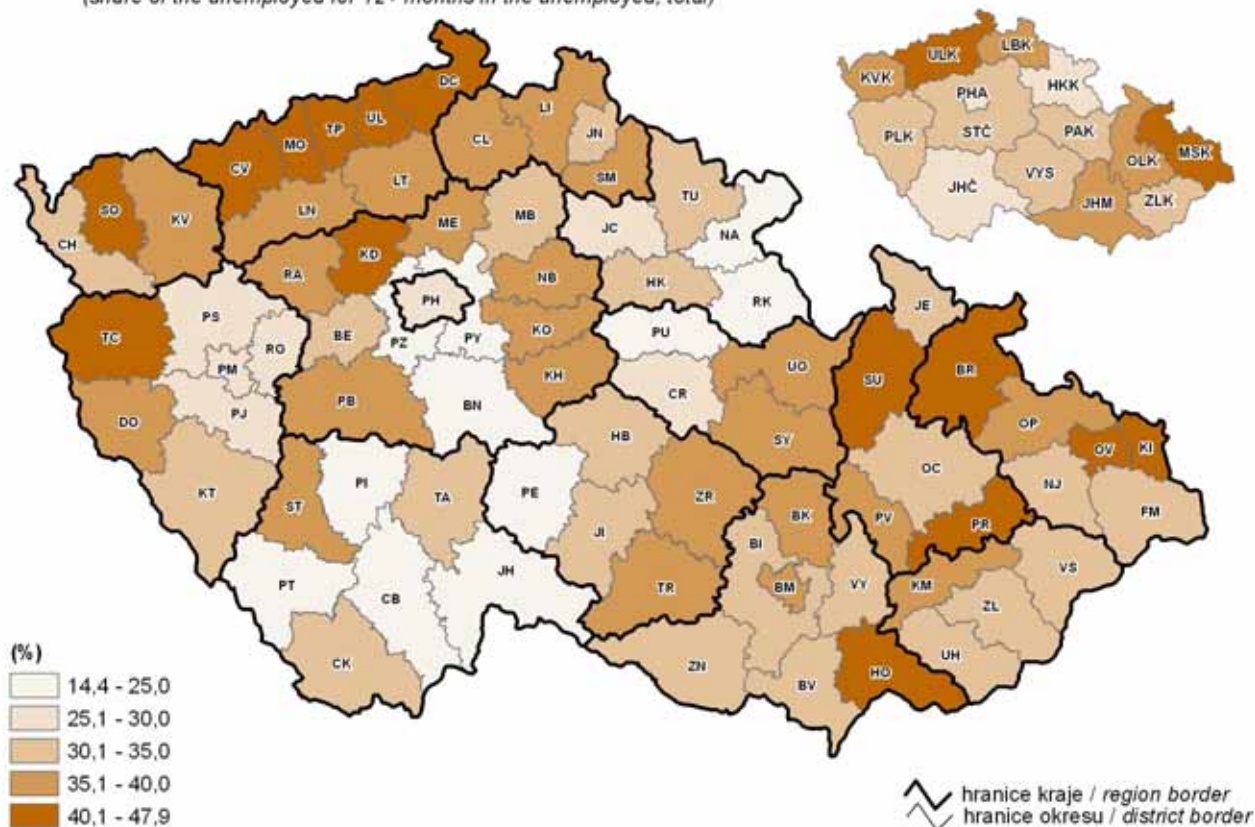 (share of the unemployed for 12+ months in the unemployed, total)
ULK
LBK
KVK
HKK
PHA
PLK
STČ
PAK
MSK
OLK
VYS
JHČ
JHM
ZLK
DC
UL
TP
MO
LI
JN
CL
CV
LT
SM
SO
KV
LN
ME
MB
TU
CH
JC
NA
KD
RA
NB
HK
PH
RK
JE
PS
TC
BE
RG
PZ
PY
KO
PU
PM
UO
SU
BR
KH
PB
BN
CR
DO
PJ
OP
HB
SY
OV
KI
KT
OC
PI
TA
PE
ST
ZR
NJ
BK
PV
PR
FM
JI
BI
VS
JH
PT
CB
TR
BM
VY
KM
ZL
CK
ZN
BV
HO
UH
(%)
14,4 - 25,0
25,1 - 30,0
30,1 - 35,0
35,1 - 40,0
40,1 - 47,9
hranice kraje / region border
hranice okresu / district border